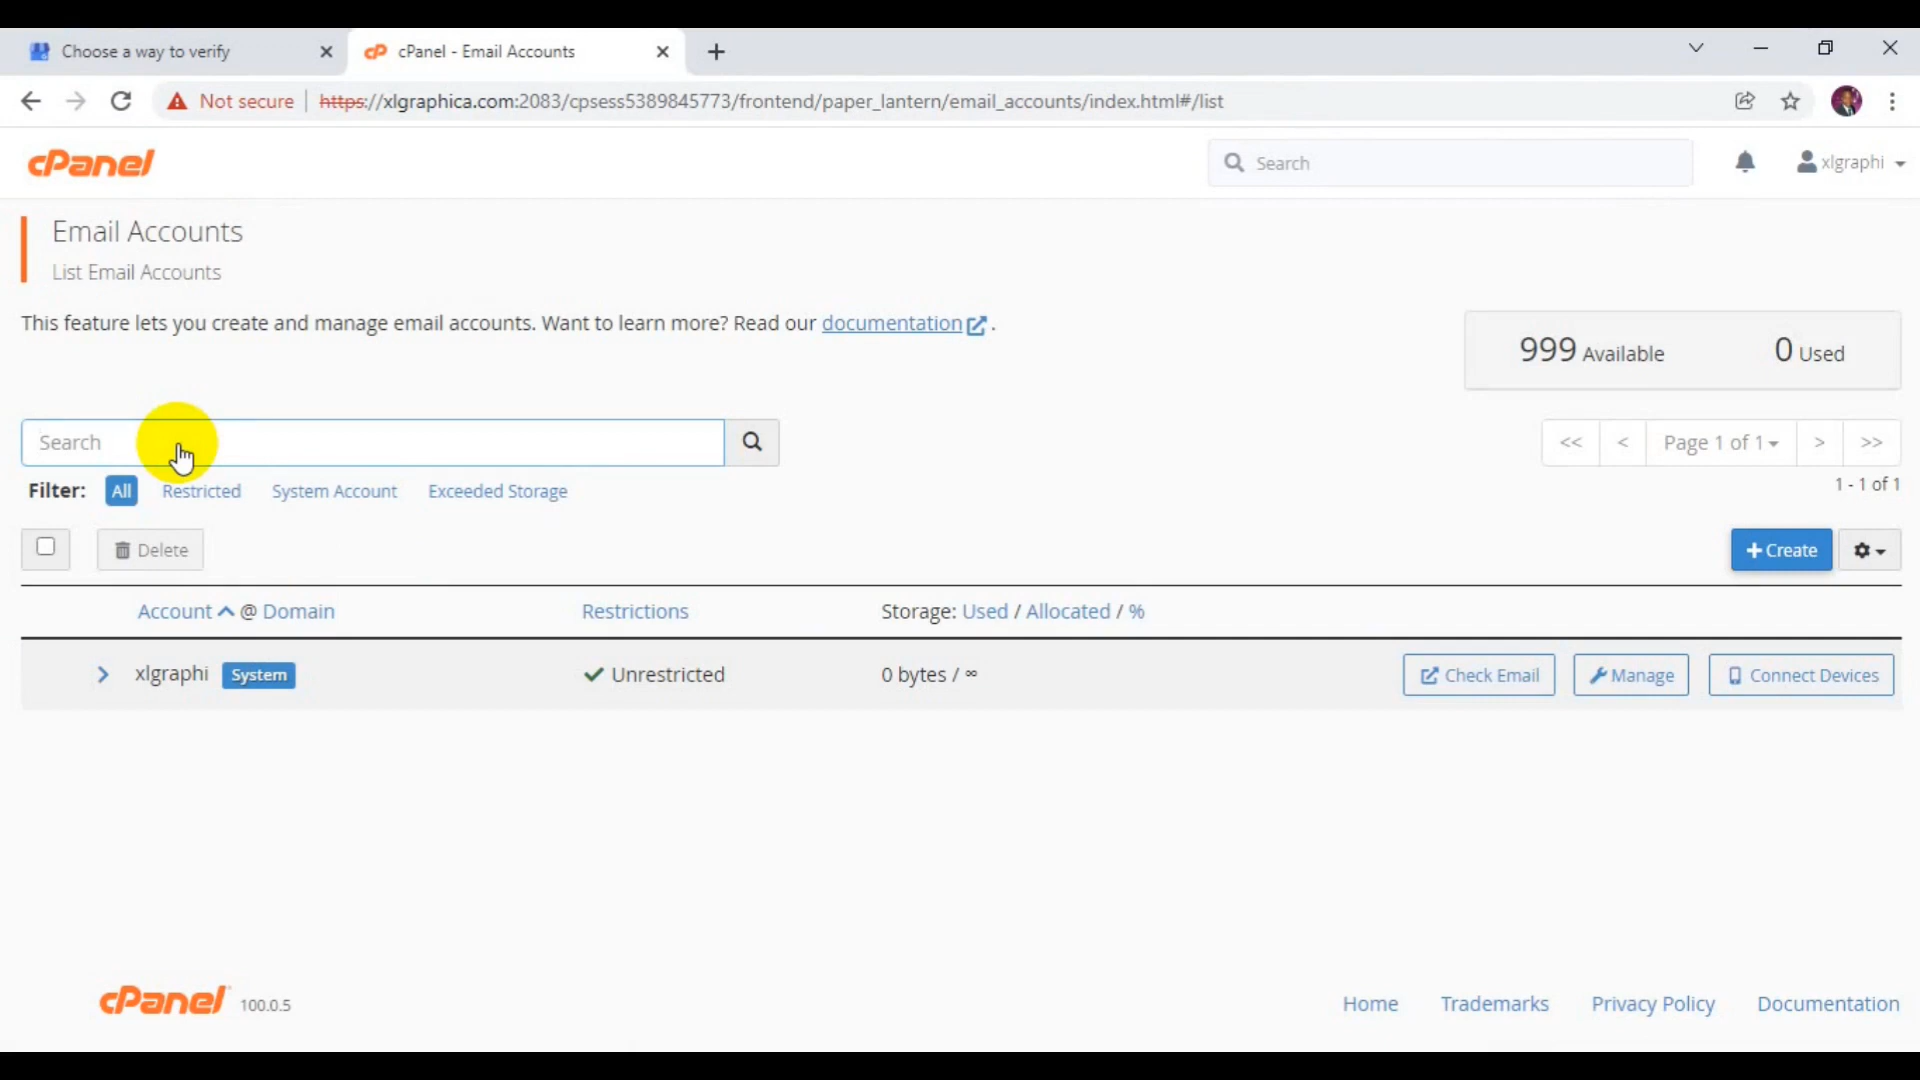 Choose a way to verify
cPanel - Email Accounts
Not secure
https://xlgraphica.com:2083/cpsess5389845773/frontend/paper_lantern/email_accounts/index.html#/list
cPanel
Search
xlgraphi
Email Accounts
List Email Accounts
This feature lets you create and manage email accounts. Want to learn more? Read our documentation .
999 Available 0 Used
Search
<< < Page 1 of 1 > >>
Filter: All Restricted System Account Exceeded Storage
1 - 1 of 1
Delete
+ Create
Account @ Domain Restrictions Storage: Used / Allocated / %
xlgraphi System Unrestricted 0 bytes / ∞ Check Email Manage Connect Devices
cPanel 100.0.5
Home Trademarks Privacy Policy Documentation